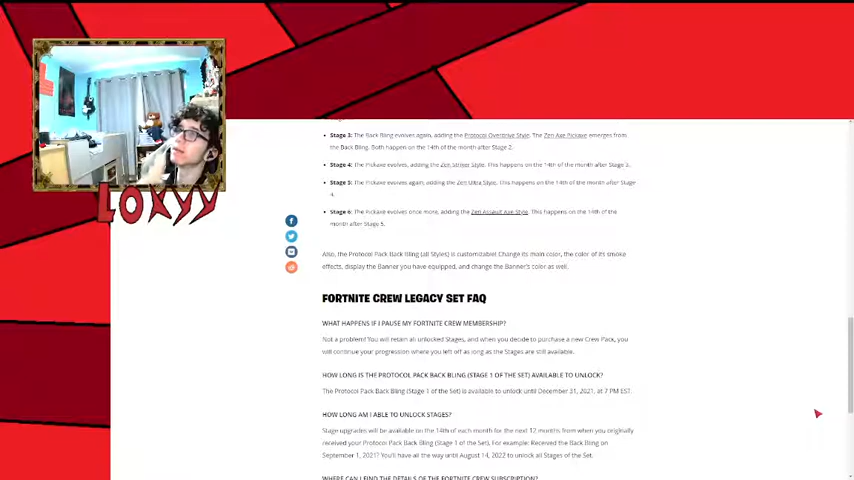 Stage 3: The Back Bling evolves again, adding the Protocol Overdrive Style. The Zen Axe Pickaxe emerges from
the Back Bling. Both happen on the 14th of the month after Stage 2.
Stage 4: The Pickaxe evolves, adding the Zen Striker Style. This happens on the 14th of the month after Stage 3.
Stage 5: The Pickaxe evolves again, adding the Zen Ultra Style. This happens on the 14th of the month after Stage
4.
Stage 6: The Pickaxe evolves once more, adding the Zen Assault Axe Style. This happens on the 14th of the
month after Stage 5.
LOXYY
Also, the Protocol Pack Back Bling (all Styles) is customizable! Change its main color, the color of its smoke
effects, display the Banner you have equipped, and change the Banner's color as well.
FORTNITE CREW LEGACY SET FAQ
WHAT HAPPENS IF I PAUSE MY FORTNITE CREW MEMBERSHIP?
Not a problem! You will retain all unlocked Stages, and when you decide to purchase a new Crew Pack, you
will continue your progression where you left off as long as the Stages are still available.
HOW LONG IS THE PROTOCOL PACK BACK BLING (STAGE 1 OF THE SET) AVAILABLE TO UNLOCK?
The Protocol Pack Back Bling (Stage 1 of the Set) is available to unlock until December 31, 2021, at 7 PM EST.
HOW LONG AM I ABLE TO UNLOCK STAGES?
Stage upgrades will be available on the 14th of each month for the next 12 months from when you originally
received your Protocol Pack Back Bling (Stage 1 of the Set). For example: Received the Back Bling on
September 1, 2021? You'll have all the way until August 14, 2022 to unlock all Stages of the Set.
WHERE CAN I FIND THE DETAILS OF THE FORTNITE CREW SUBSCRIPTION?